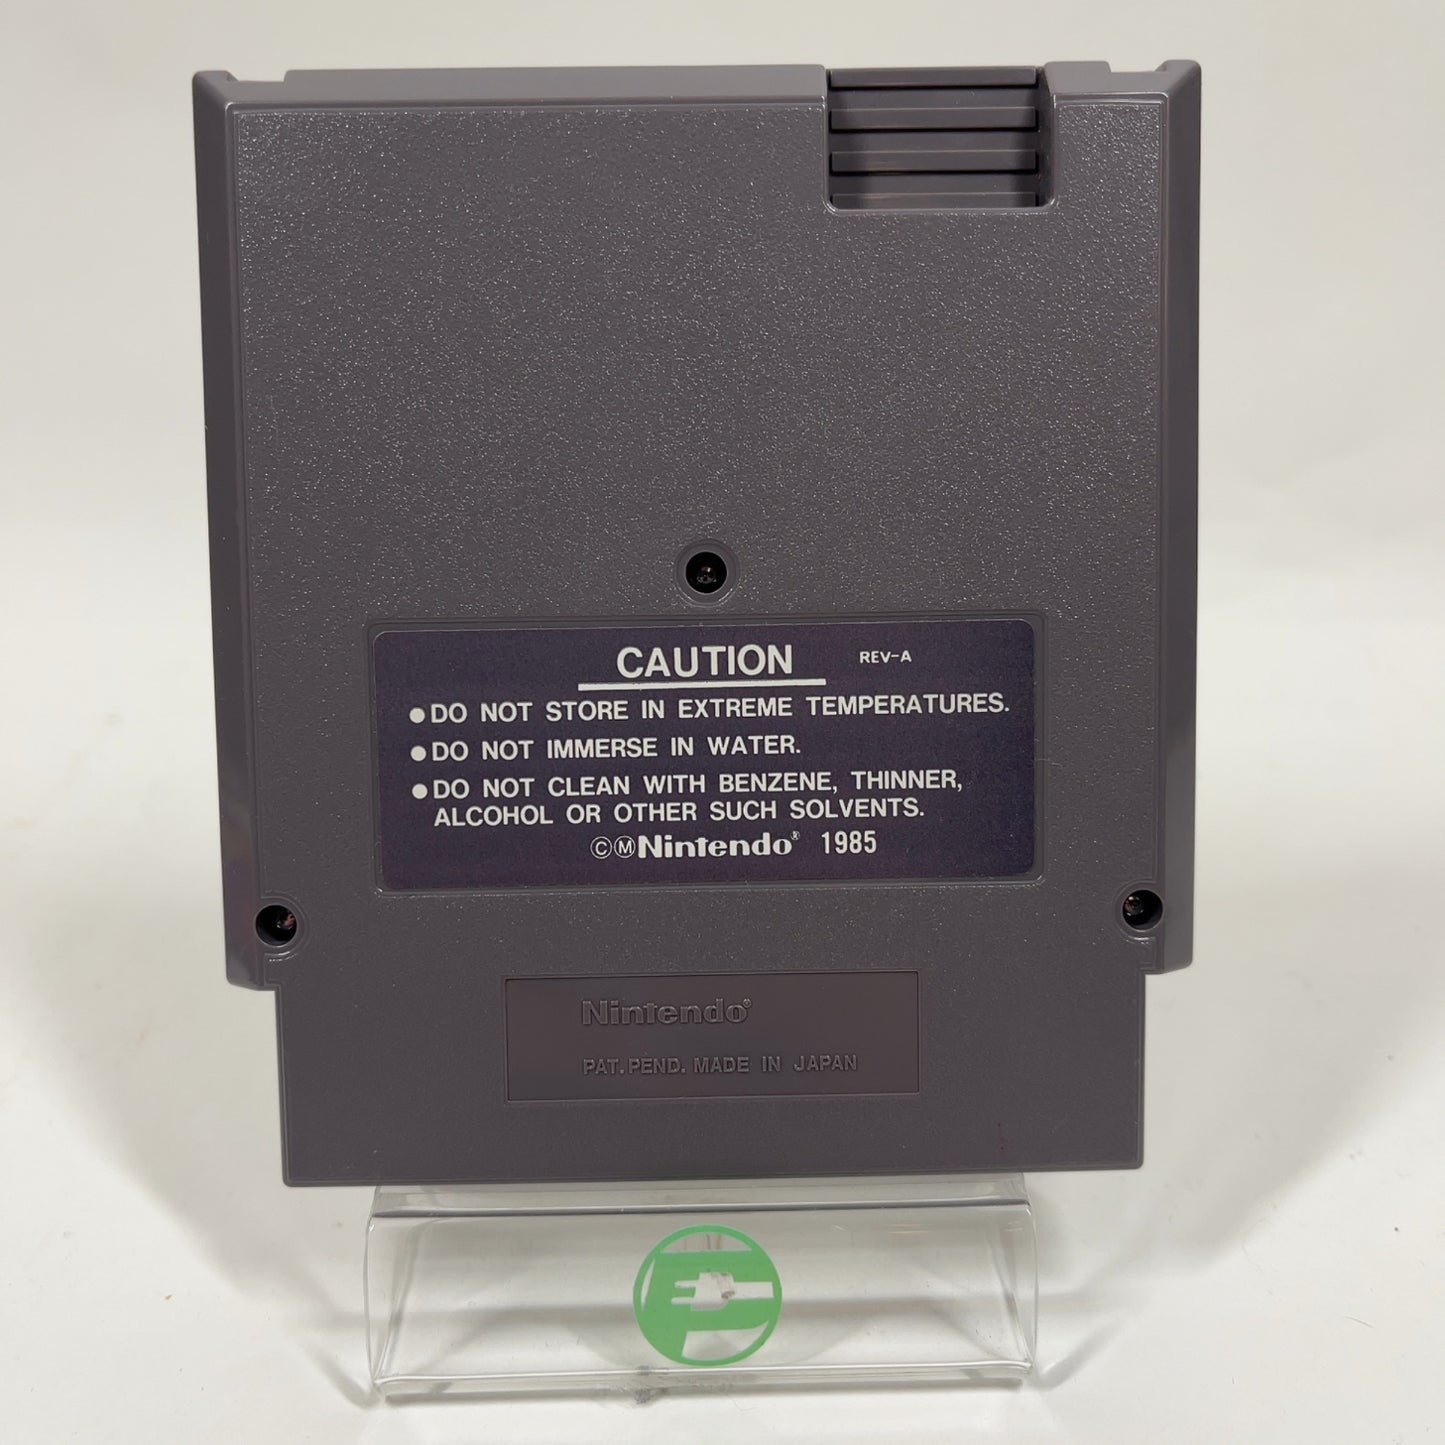 CAUTION REV-A
●DO NOT STORE IN EXTREME TEMPERATURES.
●DO NOT IMMERSE IN WATER.
●DO NOT CLEAN WITH BENZENE, THINNER,
ALCOHOL OR OTHER SUCH SOLVENTS.
©ⓂNintendo® 1985
Nintendo®
PAT. PEND. MADE IN JAPAN